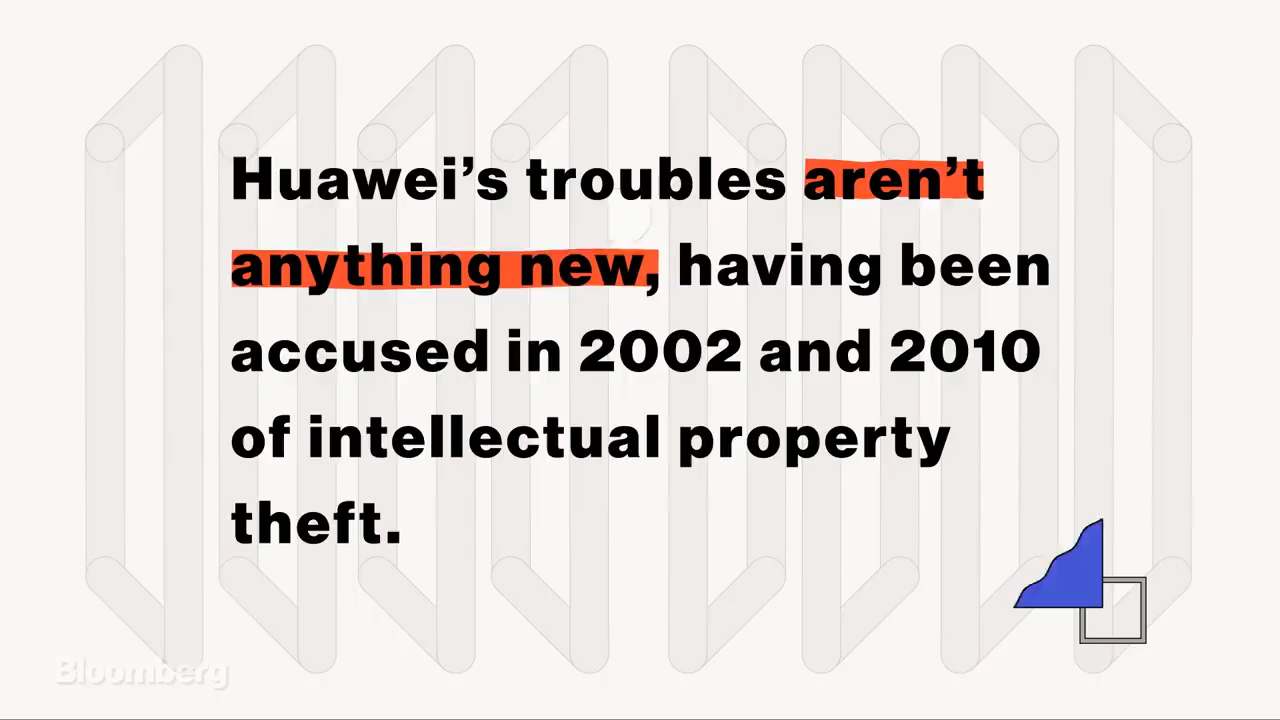 Huawei’s troubles aren’t
anything new, having been
accused in 2002 and 2010
of intellectual property
theft.
Bloomberg